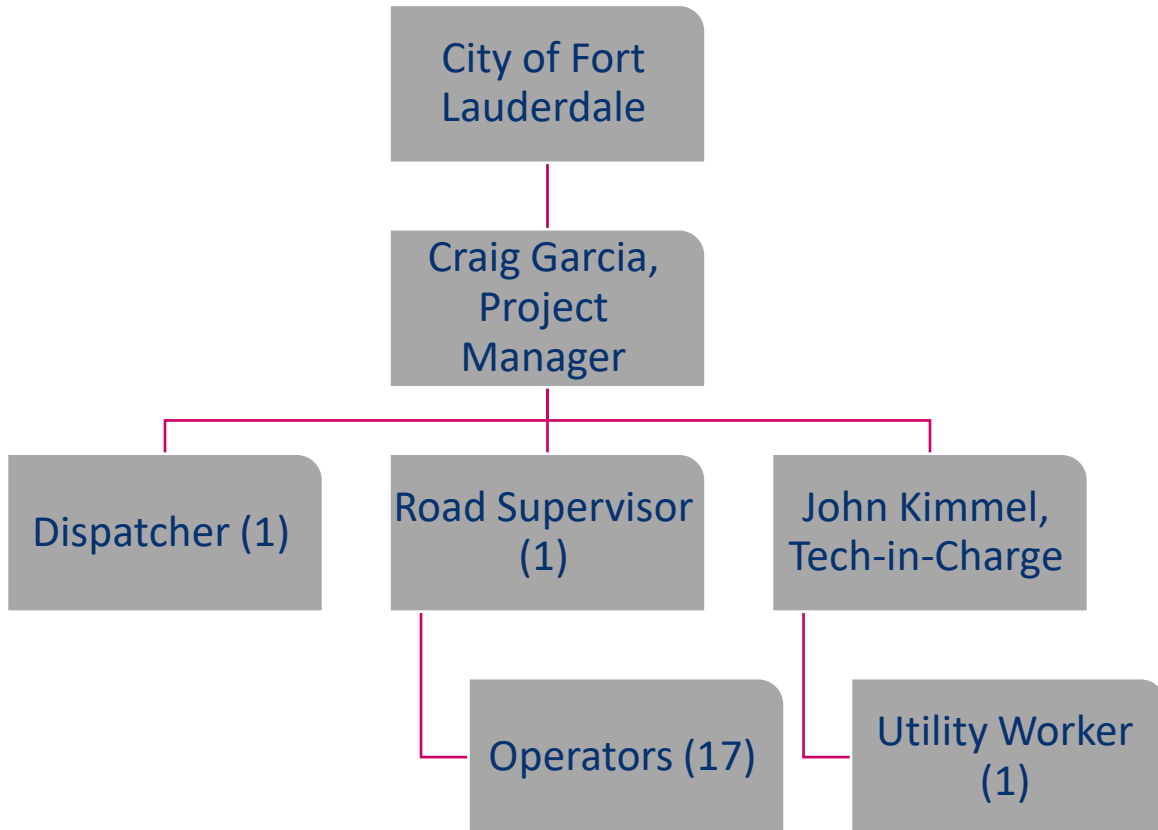 City of Fort
Lauderdale
Craig Garcia,
Project
Manager
Dispatcher (1)
Road Supervisor
(1)
John Kimmel,
Tech-in-Charge
Operators (17)
Utility Worker
(1)